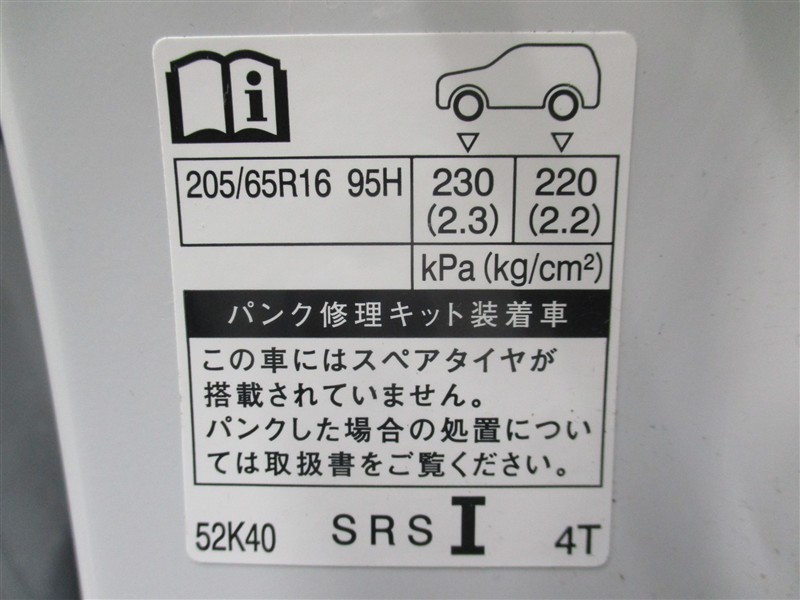 i
205/65R16 95H 230 220
(2.3) (2.2)
kPa (kg/cm²)
パンク修理キット装着車
この車にはスペアタイヤが
搭載されていません。
パンクした場合の処置につい
ては取扱書をご覧ください。
52K40 SRS I 4T